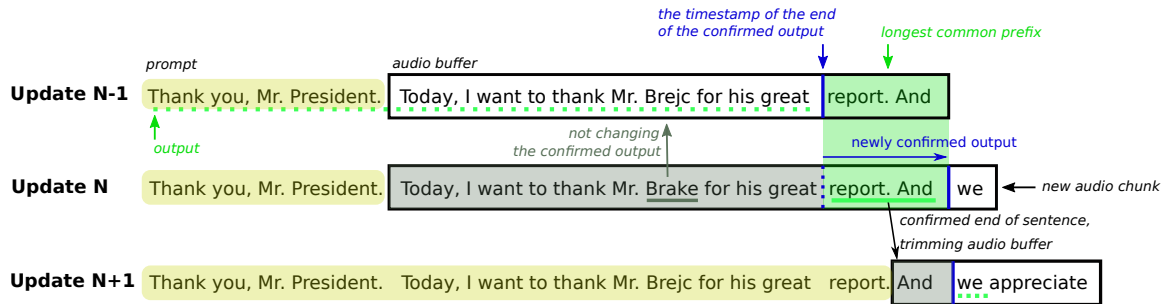 the timestamp of the end
of the confirmed output
longest common prefix
prompt
audio buffer
Update N-1 Thank you, Mr. President. Today, I want to thank Mr. Brejc for his great report. And
output
not changing
the confirmed output
newly confirmed output
Update N Thank you, Mr. President. Today, I want to thank Mr. Brake for his great report. And we
new audio chunk
confirmed end of sentence,
trimming audio buffer
Update N+1 Thank you, Mr. President. Today, I want to thank Mr. Brejc for his great report. And we appreciate